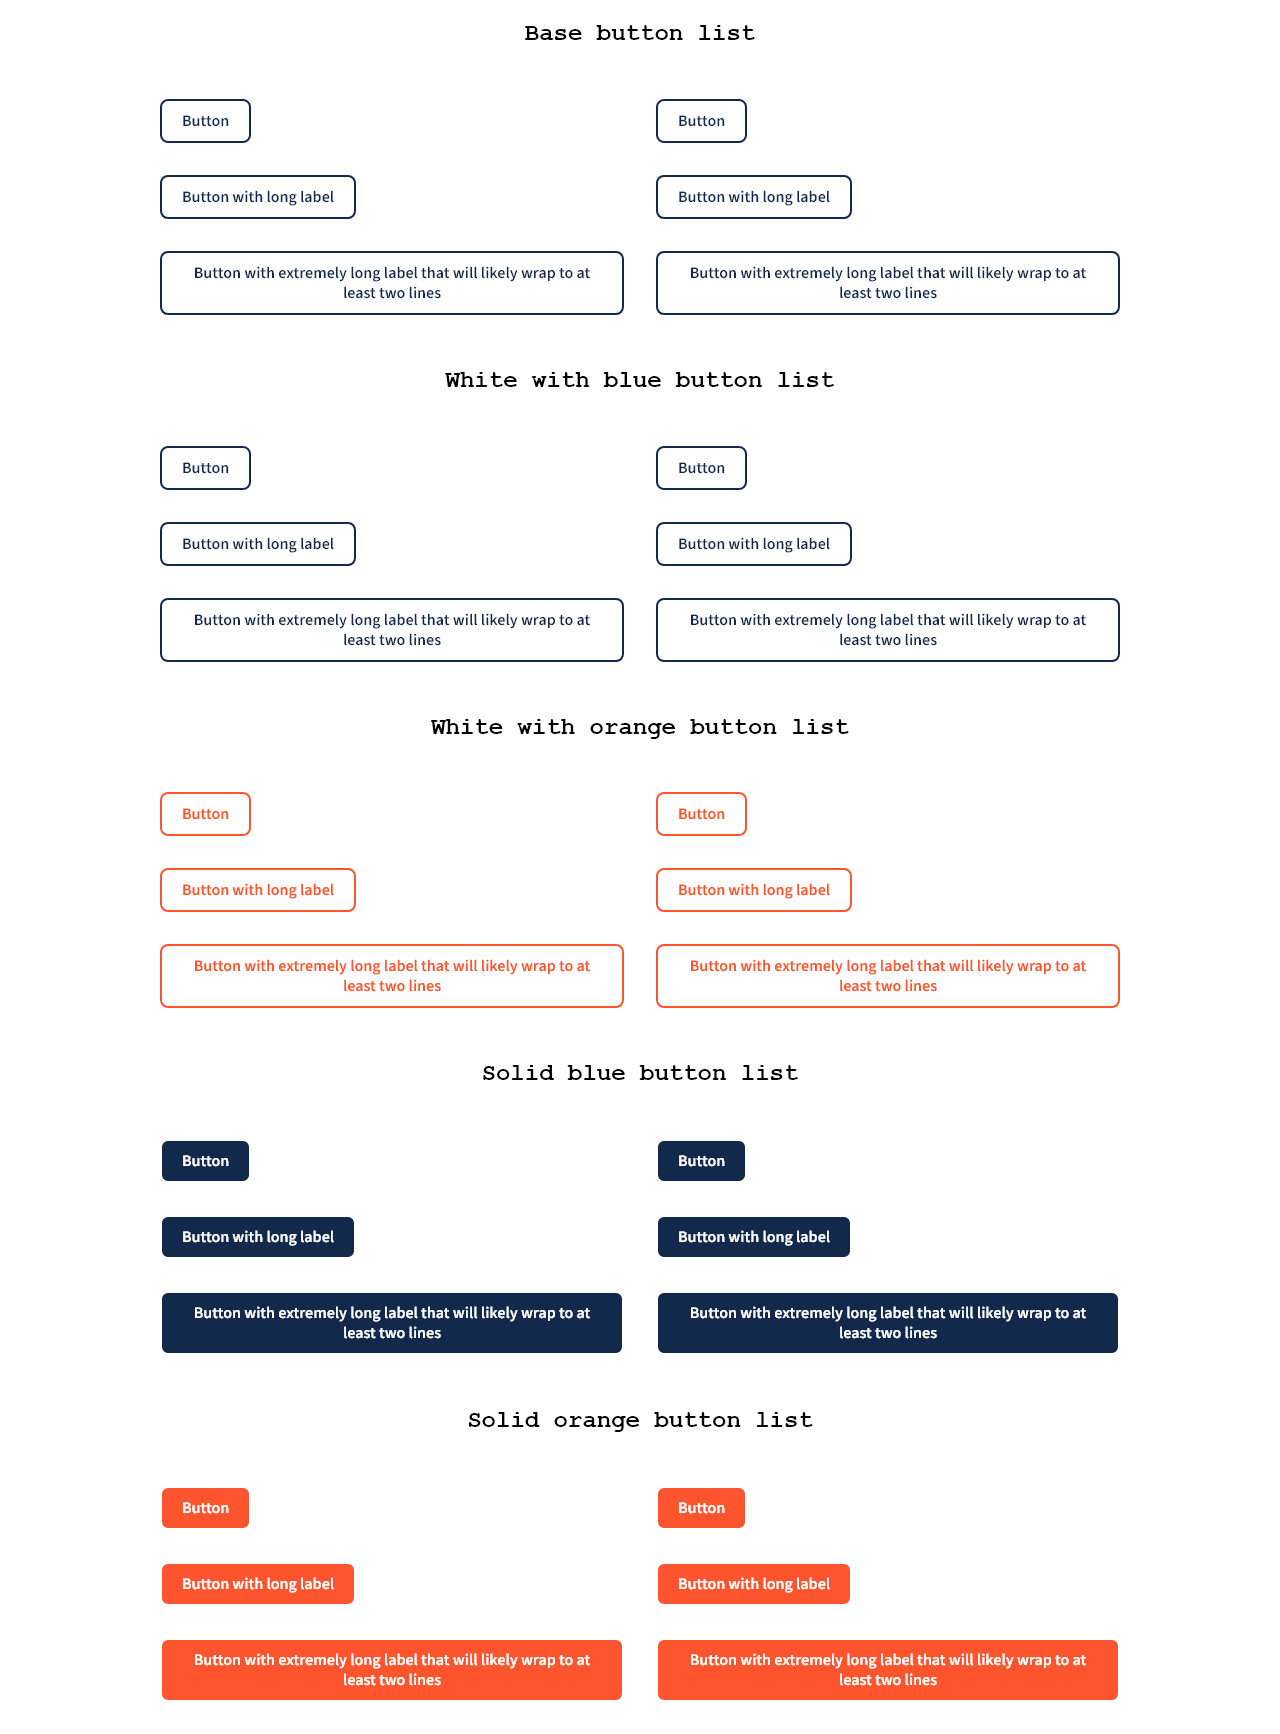 Base button list
Button
Button
Button with long label
Button with long label
Button with extremely long label that will likely wrap to at
least two lines
Button with extremely long label that will likely wrap to at
least two lines
White with blue button list
Button
Button
Button with long label
Button with long label
Button with extremely long label that will likely wrap to at
least two lines
Button with extremely long label that will likely wrap to at
least two lines
White with orange button list
Button
Button
Button with long label
Button with long label
Button with extremely long label that will likely wrap to at
least two lines
Button with extremely long label that will likely wrap to at
least two lines
Solid blue button list
Button
Button
Button with long label
Button with long label
Button with extremely long label that will likely wrap to at
least two lines
Button with extremely long label that will likely wrap to at
least two lines
Solid orange button list
Button
Button
Button with long label
Button with long label
Button with extremely long label that will likely wrap to at
least two lines
Button with extremely long label that will likely wrap to at
least two lines